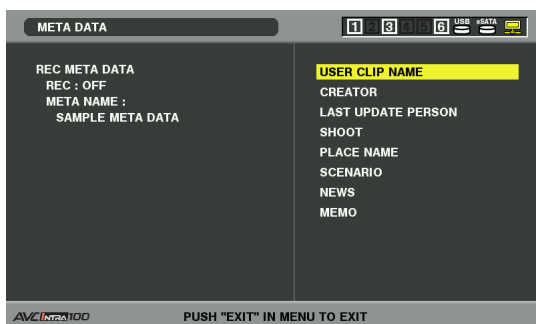 META DATA
1 2 3 4 5 6 USB eSATA
REC META DATA
REC : OFF
META NAME :
SAMPLE META DATA
USER CLIP NAME
CREATOR
LAST UPDATE PERSON
SHOOT
PLACE NAME
SCENARIO
NEWS
MEMO
AVC INTRA 100
PUSH "EXIT" IN MENU TO EXIT